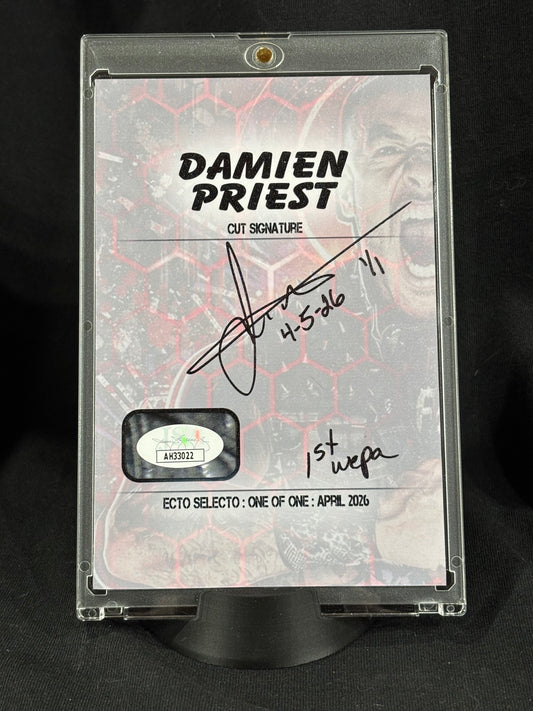 DAMIEN
PRIEST
CUT SIGNATURE
1/1
4-5-26
AH33022
1st
wepa
ECTO SELECTO : ONE OF ONE : APRIL 2026